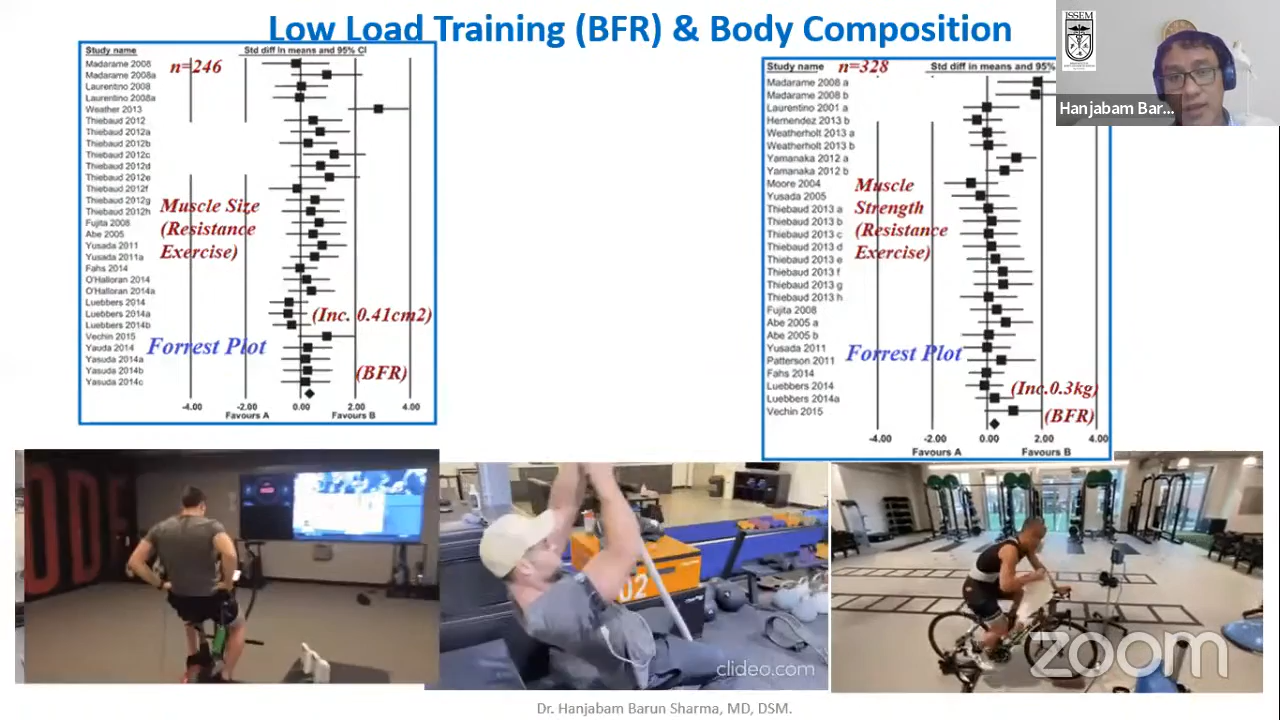 Low Load Training (BFR) & Body Composition
Study name
Std diff in means and 95% CI
n=246
Madarame 2008
Madarame 2008a
Laurentino 2008
Laurentino 2008a
Weather 2013
Thiebaud 2012
Thiebaud 2012a
Thiebaud 2012b
Thiebaud 2012c
Thiebaud 2012d
Thiebaud 2012e
Thiebaud 2012f
Thiebaud 2012g
Thiebaud 2012h
Fujita 2008
Abe 2005
Yusada 2011
Yusada 2011a
Fahs 2014
O'Halloran 2014
O'Halloran 2014a
Luebbers 2014
Luebbers 2014a
Luebbers 2014b
Vechin 2015
Yauda 2014
Yasuda 2014a
Yasuda 2014b
Yasuda 2014c
Muscle Size
(Resistance
Exercise)
(Inc. 0.41cm2)
Forrest Plot
(BFR)
-4.00 -2.00 0.00 2.00 4.00
Favours A Favours B
Study name
n=328
Std diff in means and 95%
Madarame 2008 a
Madarame 2008 b
Laurentino 2001 a
Hernendez 2013 b
Weatherholt 2013 a
Weatherholt 2013 b
Yamanaka 2012 a
Yamanaka 2012 b
Moore 2004
Yusada 2005
Thiebaud 2013 a
Thiebaud 2013 b
Thiebaud 2013 c
Thiebaud 2013 d
Thiebaud 2013 e
Thiebaud 2013 f
Thiebaud 2013 g
Thiebaud 2013 h
Fujita 2008
Abe 2005 a
Abe 2005 b
Yusada 2011
Patterson 2011
Fahs 2014
Luebbers 2014
Luebbers 2014a
Vechin 2015
Muscle
Strength
(Resistance
Exercise)
Forrest Plot
(Inc.0.3kg)
(BFR)
-4.00 -2.00 0.00 2.00 4.00
Favours A Favours B
ISSEM
Hanjabam Bar...
02
clideo.com
zoom
Dr. Hanjabam Barun Sharma, MD, DSM.